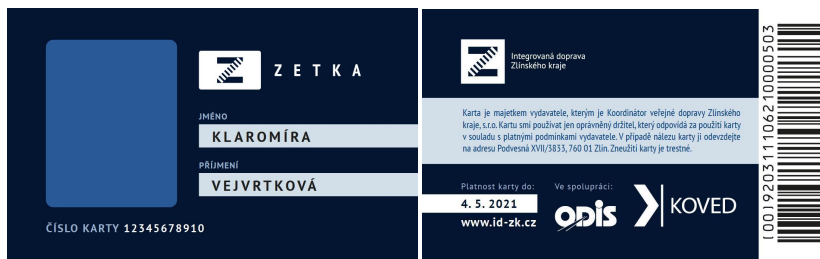 ZETKA
JMÉNO
KLAROMÍRA
PŘÍJMENÍ
VEJVRTKOVÁ
ČÍSLO KARTY 12345678910
Integrovaná doprava
Zlínského kraje
Karta je majetkem vydavatele, kterým je Koordinátor veřejné dopravy Zlínského
kraje, s.r.o. Kartu smí používat jen oprávněný držitel, který odpovídá za použití karty
v souladu s platnými podmínkami vydavatele. V případě nálezu karty ji odevzdejte
na adresu Podvesná XVII/3833, 760 01 Zlín. Zneužití karty je trestné.
Platnost karty do:
4. 5. 2021
www.id-zk.cz
Ve spolupráci:
ODIS
KOVED
(001920311106210000503